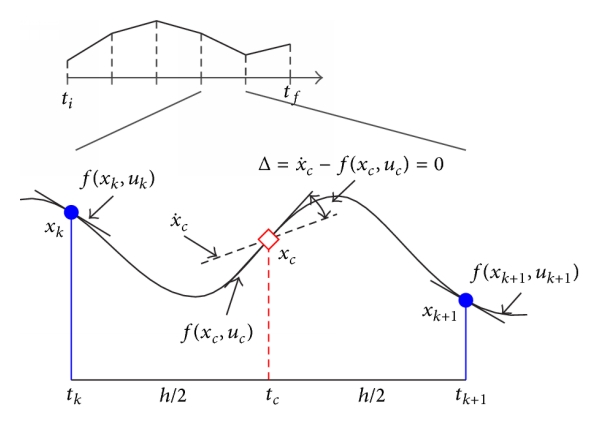 tᵢ
t_f
Δ = ẋ_c − f(x_c, u_c) = 0
f(x_k, u_k)
x_k
ẋ_c
x_c
f(x_{k+1}, u_{k+1})
x_{k+1}
f(x_c, u_c)
t_k h/2 t_c h/2 t_{k+1}